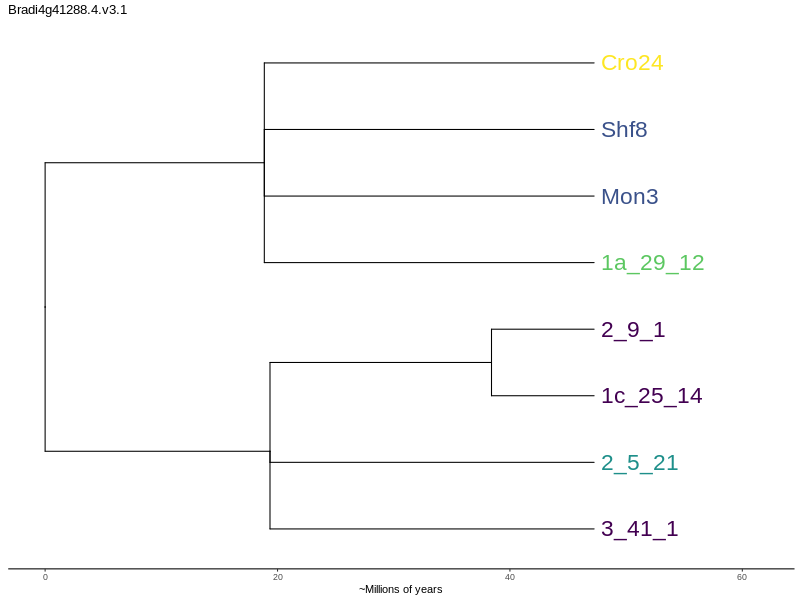 Bradi4g41288.4.v3.1
Cro24
Shf8
Mon3
1a_29_12
2_9_1
1c_25_14
2_5_21
3_41_1
0 20 40 60
~Millions of years